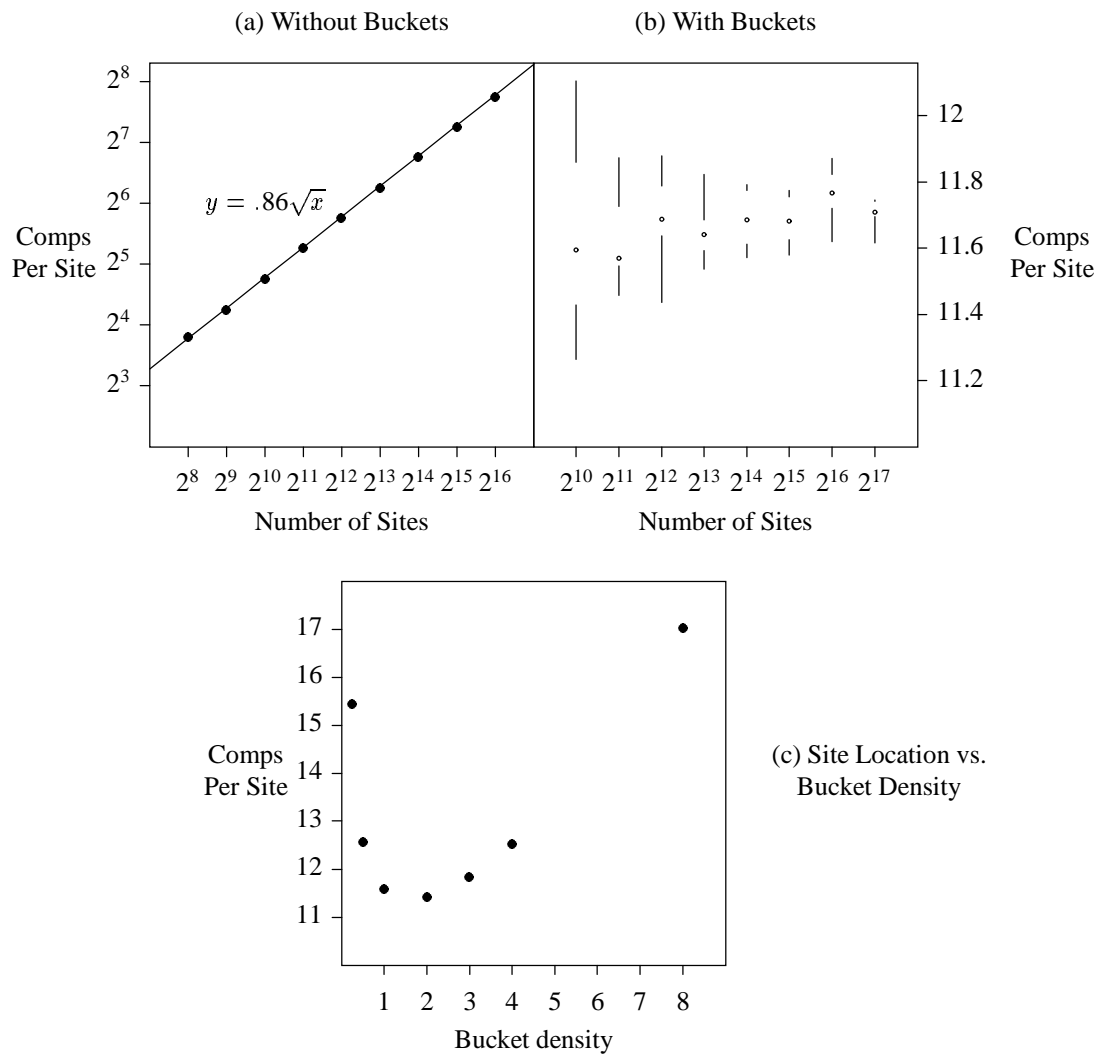 (a) Without Buckets
(b) With Buckets
2^8
2^7
2^6
2^5
2^4
2^3
Comps
Per Site
y = .86√x
2^8 2^9 2^10 2^11 2^12 2^13 2^14 2^15 2^16
Number of Sites
12
11.8
11.6
11.4
11.2
Comps
Per Site
2^10 2^11 2^12 2^13 2^14 2^15 2^16 2^17
Number of Sites
17
16
15
14
13
12
11
Comps
Per Site
1 2 3 4 5 6 7 8
Bucket density
(c) Site Location vs.
Bucket Density